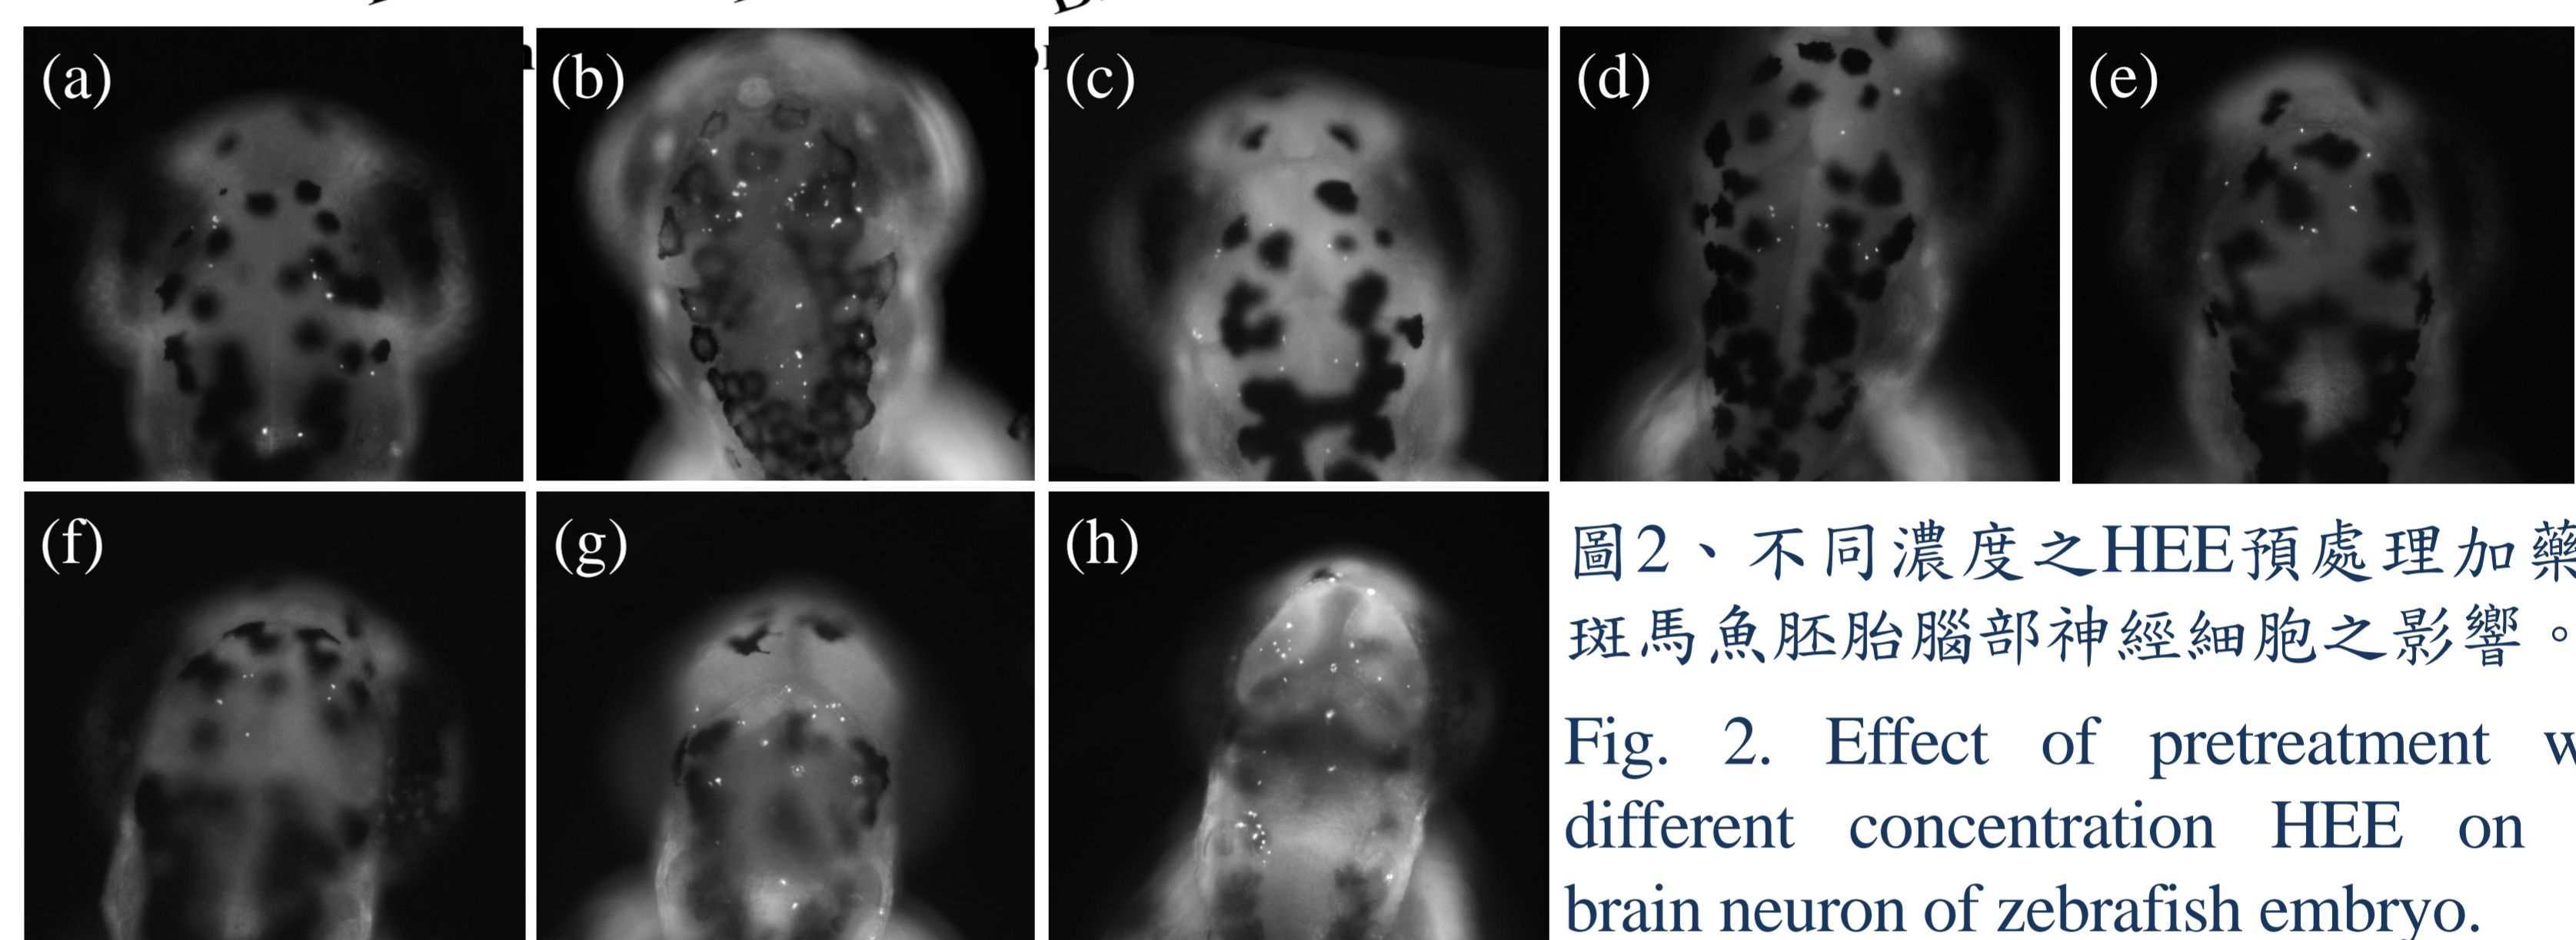 (a)
(b)
(c)
(d)
(e)
(f)
(g)
(h)
圖2、不同濃度之HEE預處理加藥
斑馬魚胚胎腦部神經細胞之影響。
Fig. 2. Effect of pretreatment
different concentration HEE on
brain neuron of zebrafish embryo.